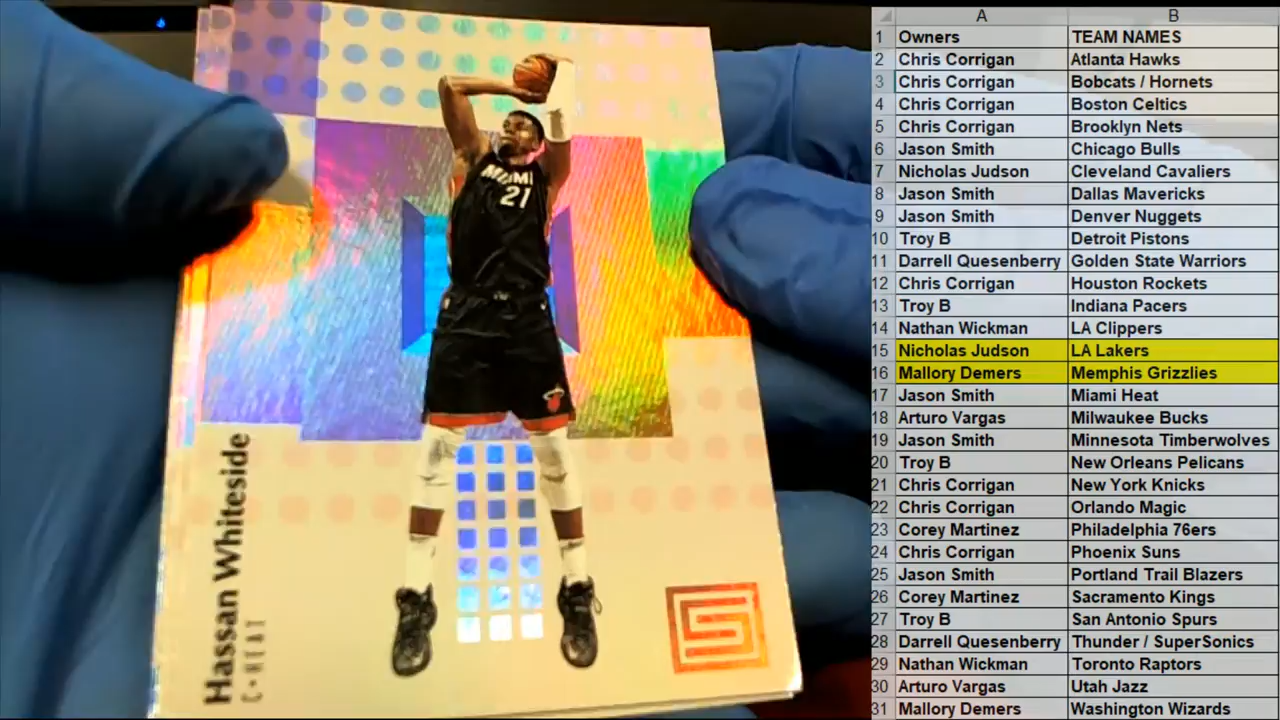 MIAMI
21
Hassan Whiteside
C•HEAT
A B
1 Owners TEAM NAMES
2 Chris Corrigan Atlanta Hawks
3 Chris Corrigan Bobcats / Hornets
4 Chris Corrigan Boston Celtics
5 Chris Corrigan Brooklyn Nets
6 Jason Smith Chicago Bulls
7 Nicholas Judson Cleveland Cavaliers
8 Jason Smith Dallas Mavericks
9 Jason Smith Denver Nuggets
10 Troy B Detroit Pistons
11 Darrell Quesenberry Golden State Warriors
12 Chris Corrigan Houston Rockets
13 Troy B Indiana Pacers
14 Nathan Wickman LA Clippers
15 Nicholas Judson LA Lakers
16 Mallory Demers Memphis Grizzlies
17 Jason Smith Miami Heat
18 Arturo Vargas Milwaukee Bucks
19 Jason Smith Minnesota Timberwolves
20 Troy B New Orleans Pelicans
21 Chris Corrigan New York Knicks
22 Chris Corrigan Orlando Magic
23 Corey Martinez Philadelphia 76ers
24 Chris Corrigan Phoenix Suns
25 Jason Smith Portland Trail Blazers
26 Corey Martinez Sacramento Kings
27 Troy B San Antonio Spurs
28 Darrell Quesenberry Thunder / SuperSonics
29 Nathan Wickman Toronto Raptors
30 Arturo Vargas Utah Jazz
31 Mallory Demers Washington Wizards